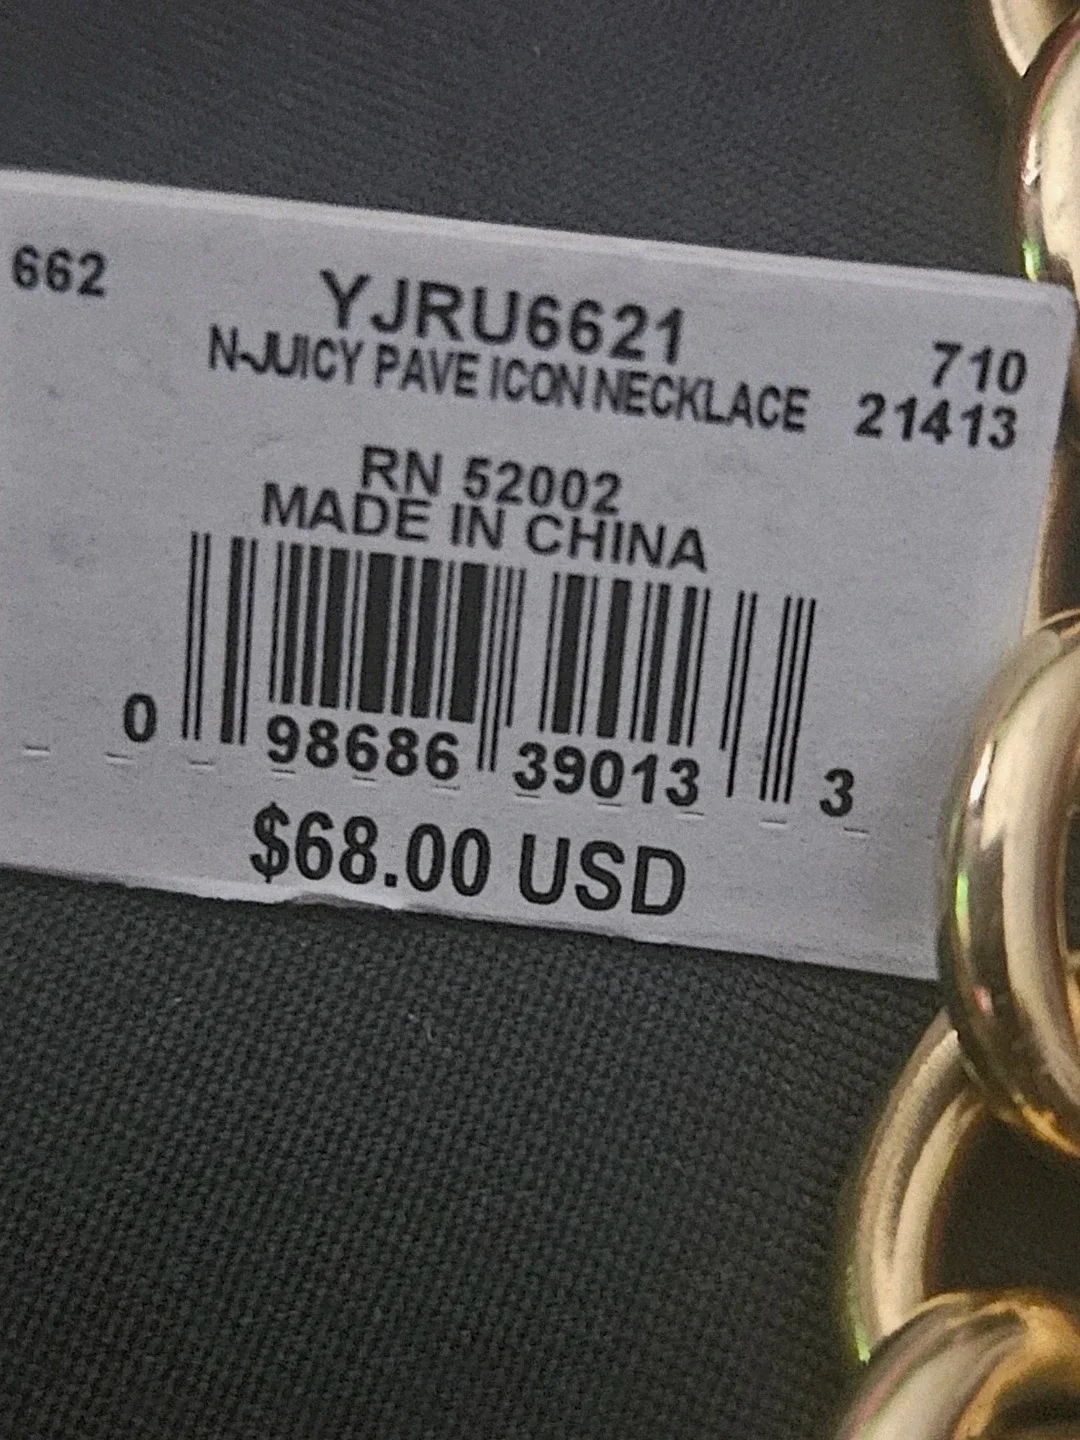 662
YJRU6621
710
N-JUICY PAVE ICON NECKLACE
21413
RN 52002
MADE IN CHINA
0 98686 39013 3
$68.00 USD